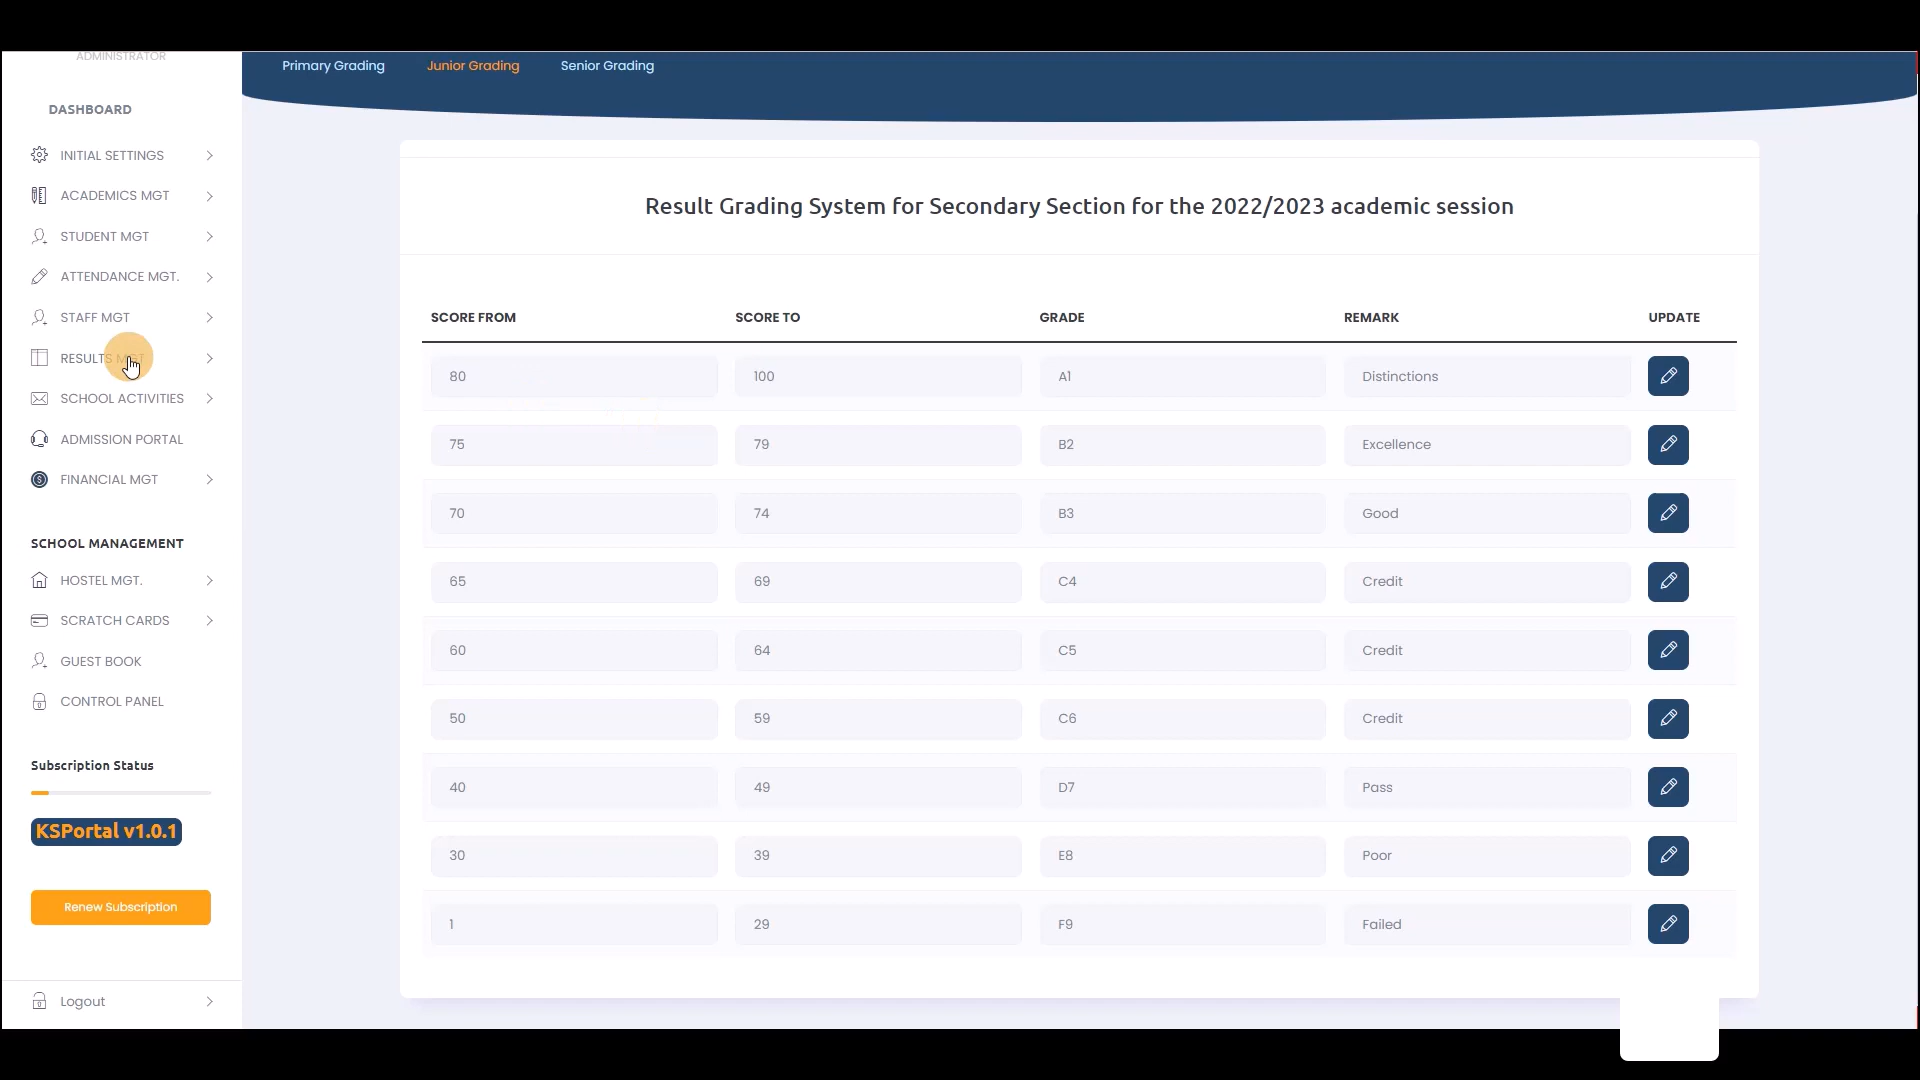 ADMINISTRATOR
Primary Grading Junior Grading Senior Grading
DASHBOARD
INITIAL SETTINGS
ACADEMICS MGT
STUDENT MGT
ATTENDANCE MGT.
STAFF MGT
RESULTS MGT
SCHOOL ACTIVITIES
ADMISSION PORTAL
FINANCIAL MGT
SCHOOL MANAGEMENT
HOSTEL MGT.
SCRATCH CARDS
GUEST BOOK
CONTROL PANEL
Subscription Status
KSPortal v1.0.1
Renew Subscription
Logout
Result Grading System for Secondary Section for the 2022/2023 academic session
SCORE FROM SCORE TO GRADE REMARK UPDATE
80 100 A1 Distinctions
75 79 B2 Excellence
70 74 B3 Good
65 69 C4 Credit
60 64 C5 Credit
50 59 C6 Credit
40 49 D7 Pass
30 39 E8 Poor
1 29 F9 Failed